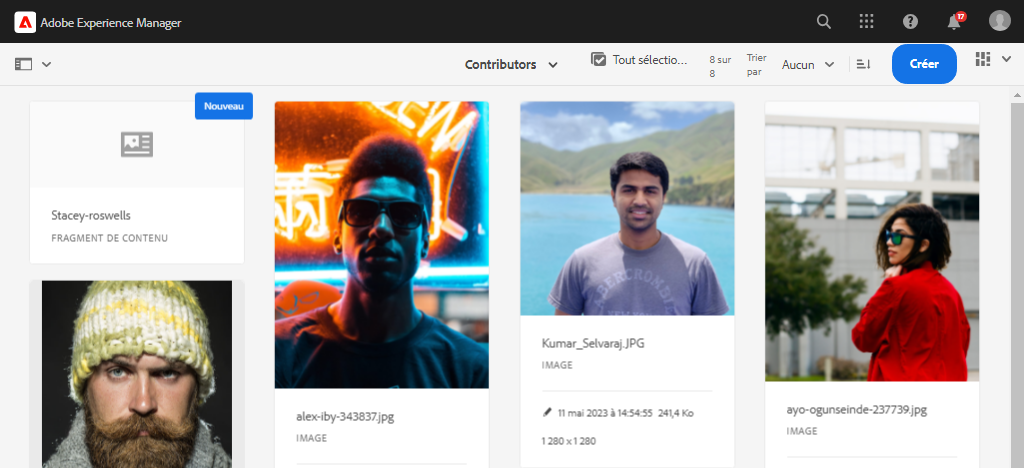 Adobe Experience Manager
17
Contributors
Tout sélectio...
8 sur
8
Trier
par
Aucun
Créer
Nouveau
Stacey-roswells
FRAGMENT DE CONTENU
alex-iby-343837.jpg
IMAGE
Kumar_Selvaraj.JPG
IMAGE
11 mai 2023 à 14:54:55 241,4 Ko
1 280 x 1 280
ayo-ogunseinde-237739.jpg
IMAGE